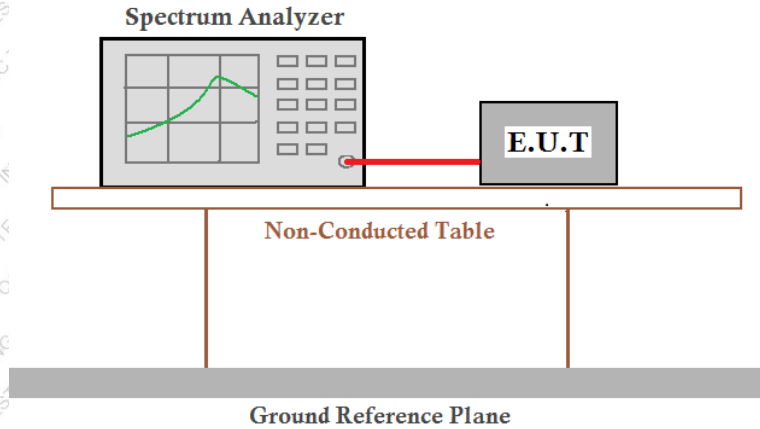 Spectrum Analyzer
E.U.T
Non-Conducted Table
Ground Reference Plane